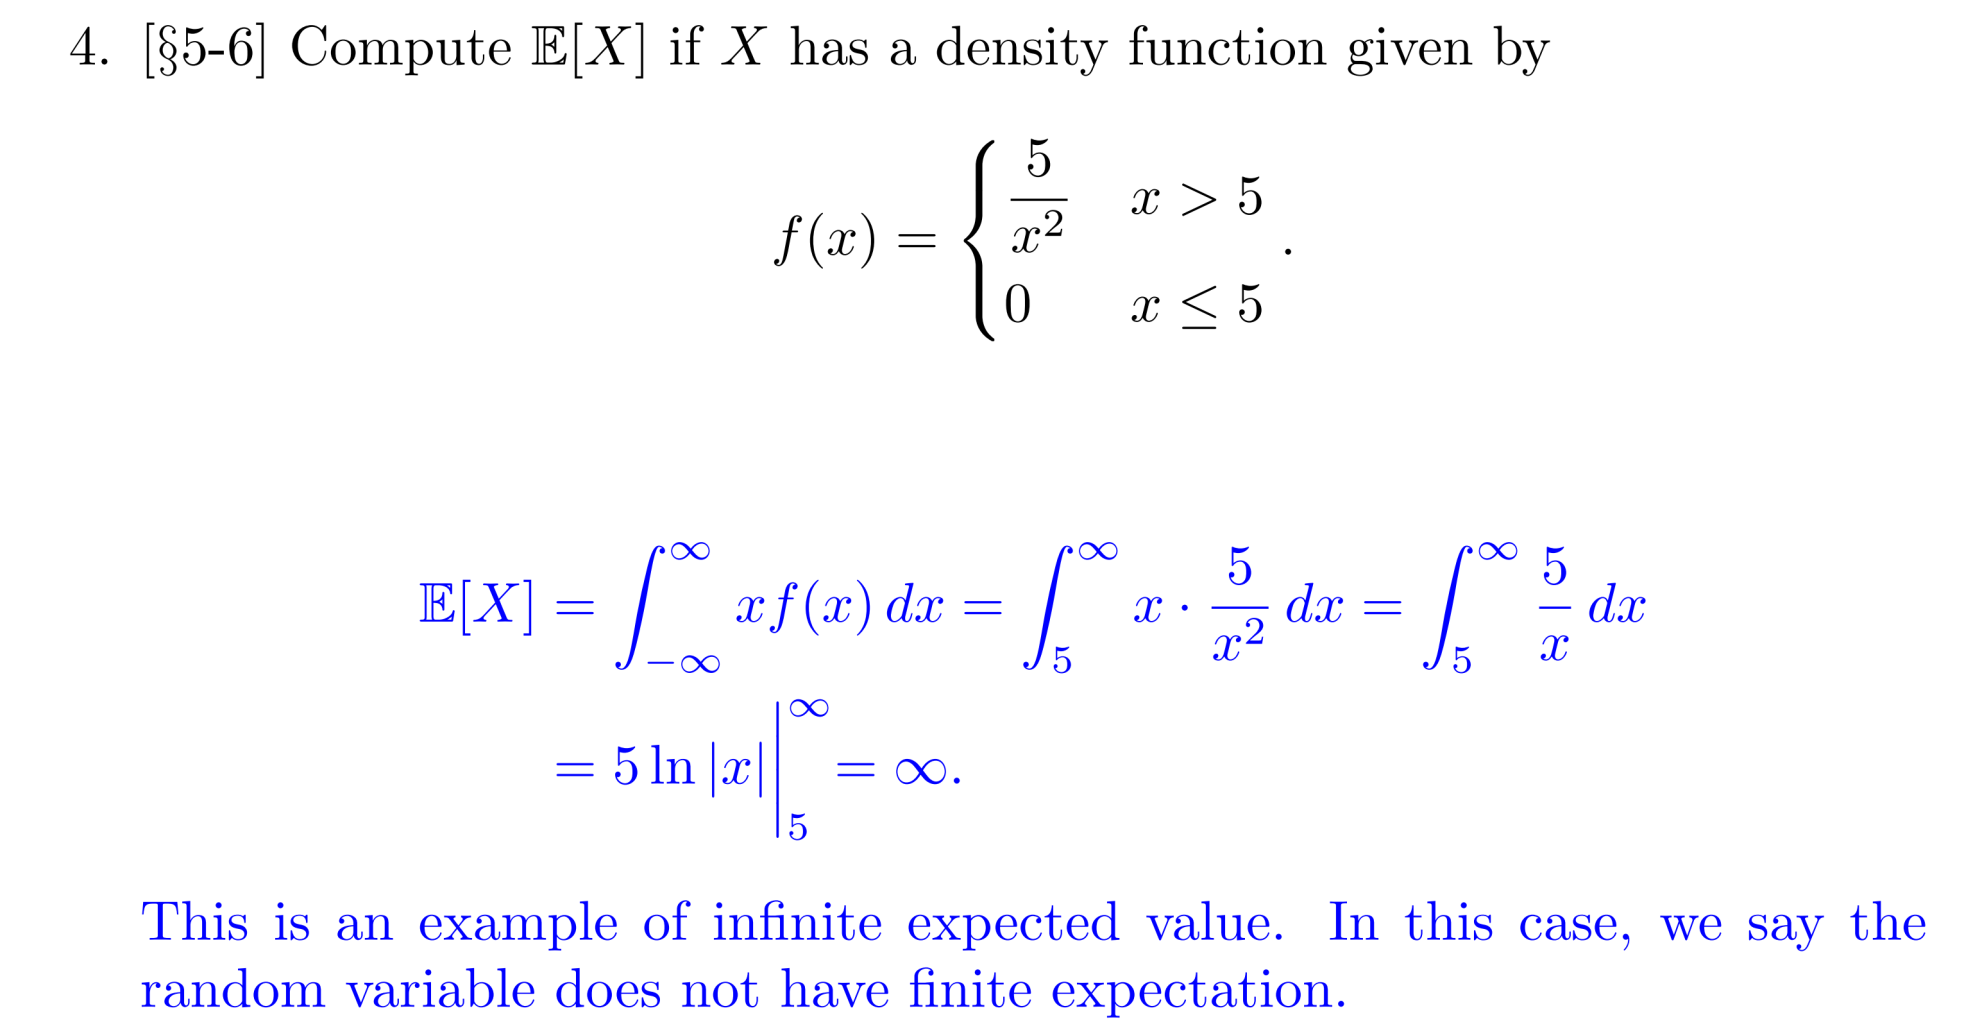 4. [§5-6] Compute 𝔼[X] if X has a density function given by
f(x) = { 5/x² x > 5
0 x ≤ 5 .
𝔼[X] = ∫_{-∞}^{∞} xf(x) dx = ∫_5^∞ x · 5/x² dx = ∫_5^∞ 5/x dx
= 5 ln |x| |_5^∞ = ∞.
This is an example of infinite expected value. In this case, we say the
random variable does not have finite expectation.